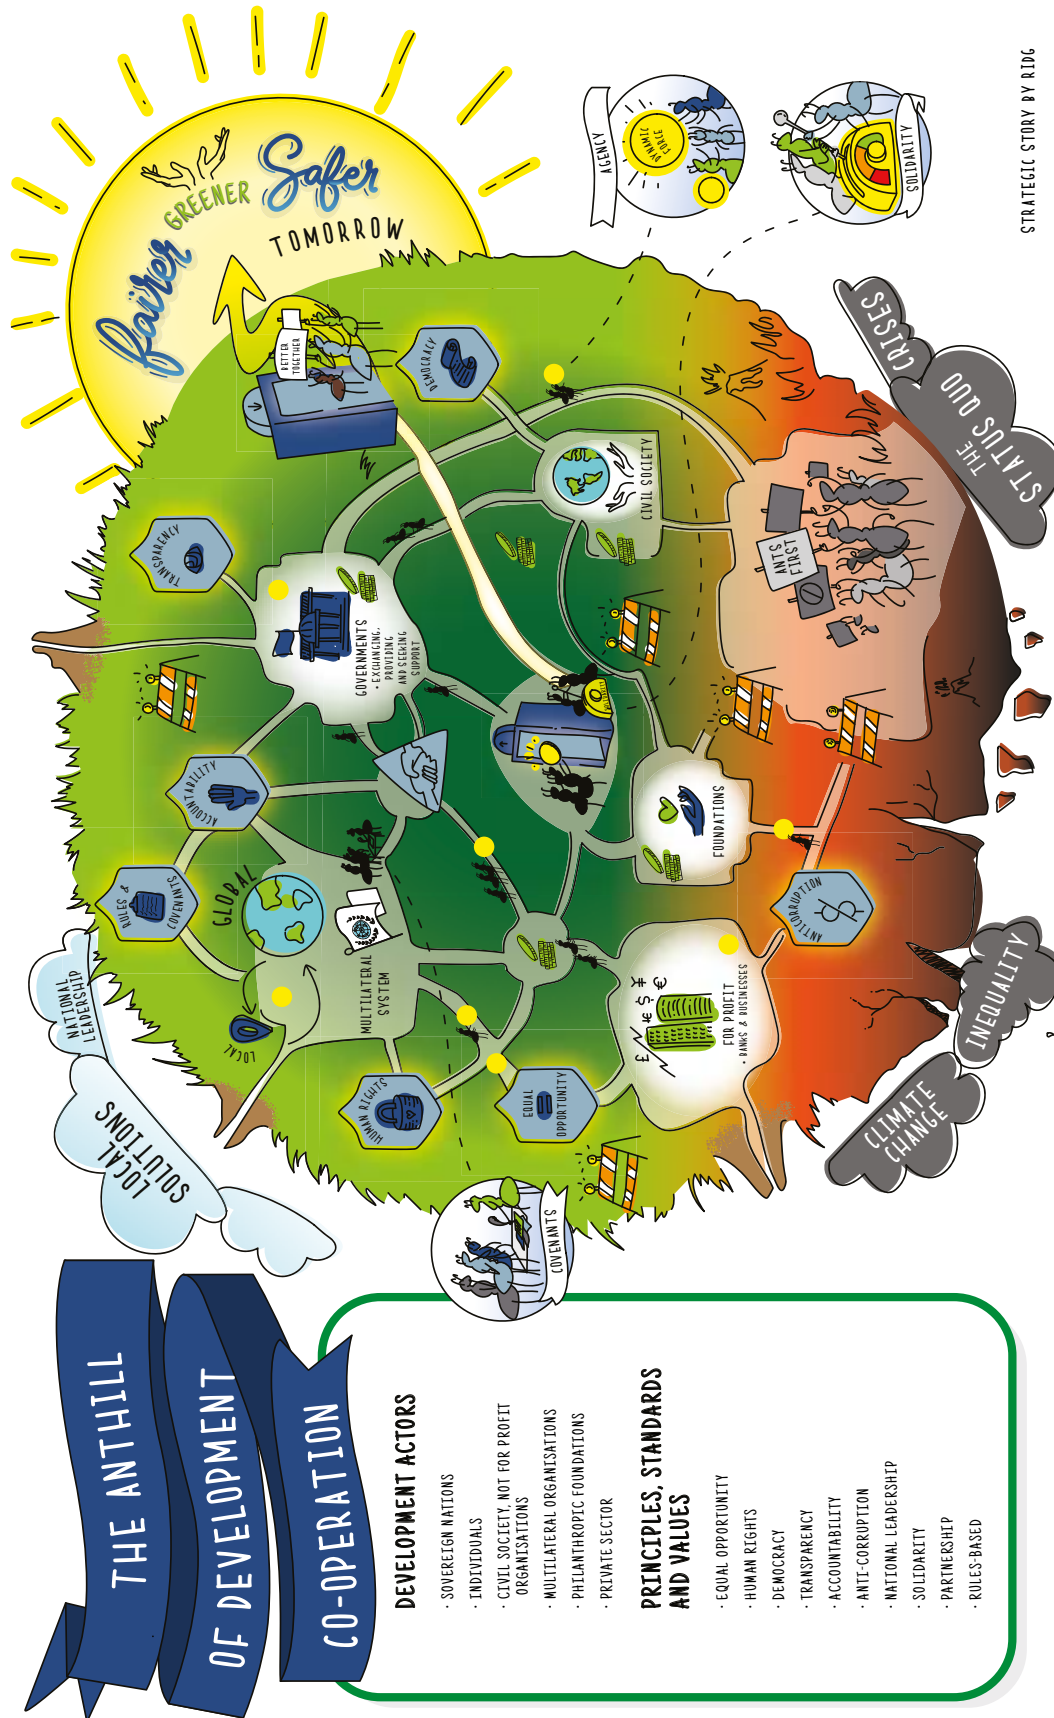 THE ANTHILL
OF DEVELOPMENT
CO-OPERATION
DEVELOPMENT ACTORS
· SOVEREIGN NATIONS
· INDIVIDUALS
· CIVIL SOCIETY, NOT FOR PROFIT
ORGANISATIONS
· MULTILATERAL ORGANISATIONS
· PHILANTHROPIC FOUNDATIONS
· PRIVATE SECTOR
PRINCIPLES, STANDARDS
AND VALUES
· EQUAL OPPORTUNITY
· HUMAN RIGHTS
· DEMOCRACY
· TRANSPARENCY
· ACCOUNTABILITY
· ANTI-CORRUPTION
· NATIONAL LEADERSHIP
· SOLIDARITY
· PARTNERSHIP
· RULES-BASED
LOCAL
SOLUTIONS
NATIONAL
LEADERSHIP
COVENANTS
RULES &
COVENANTS
ACCOUNTABILITY
TRANSPARENCY
GLOBAL
LOCAL
MULTILATERAL
SYSTEM
HUMAN RIGHTS
EQUAL
OPPORTUNITY
GOVERNMENTS
· EXCHANGING,
PROVIDING
AND SEEKING
SUPPORT
BETTER
TOGETHER
DEMOCRACY
CIVIL SOCIETY
FOUNDATIONS
£ ¥€ $ ¥ €
FOR PROFIT
· BANKS & BUSINESSES
ANTICORRUPTION
ANTS
FIRST
fairer
GREENER
Safer
TOMORROW
AGENCY
DYNAMIC
FORCE
SOLIDARITY
CRISES
THE
STATUS QUO
INEQUALITY
CLIMATE
CHANGE
STRATEGIC STORY BY RIDG